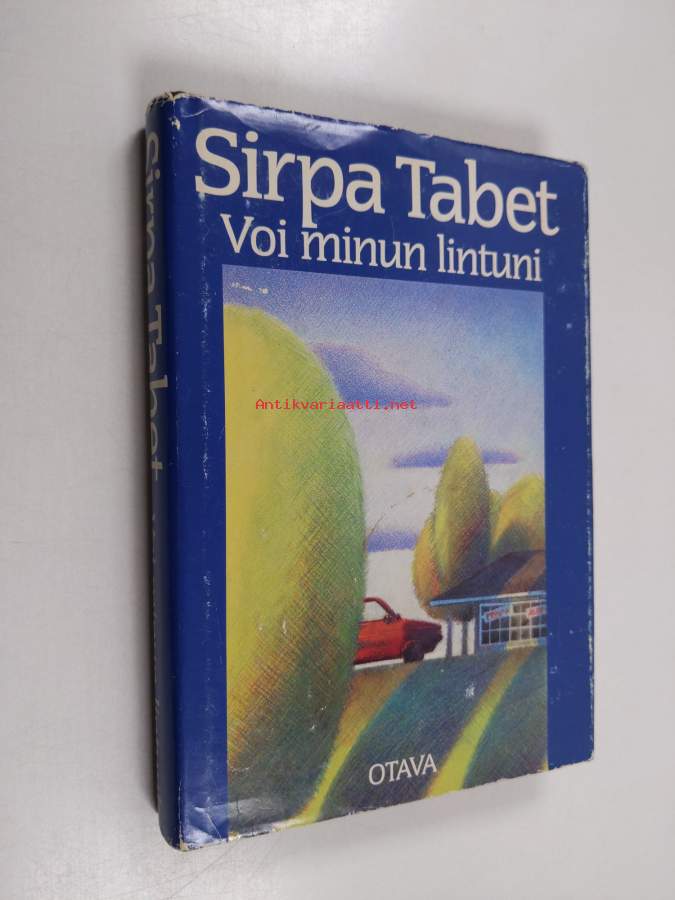 Sirpa Tabet
Voi minun lintuni
Antikvariaatti.net
OTAVA
Sirpa Tabet